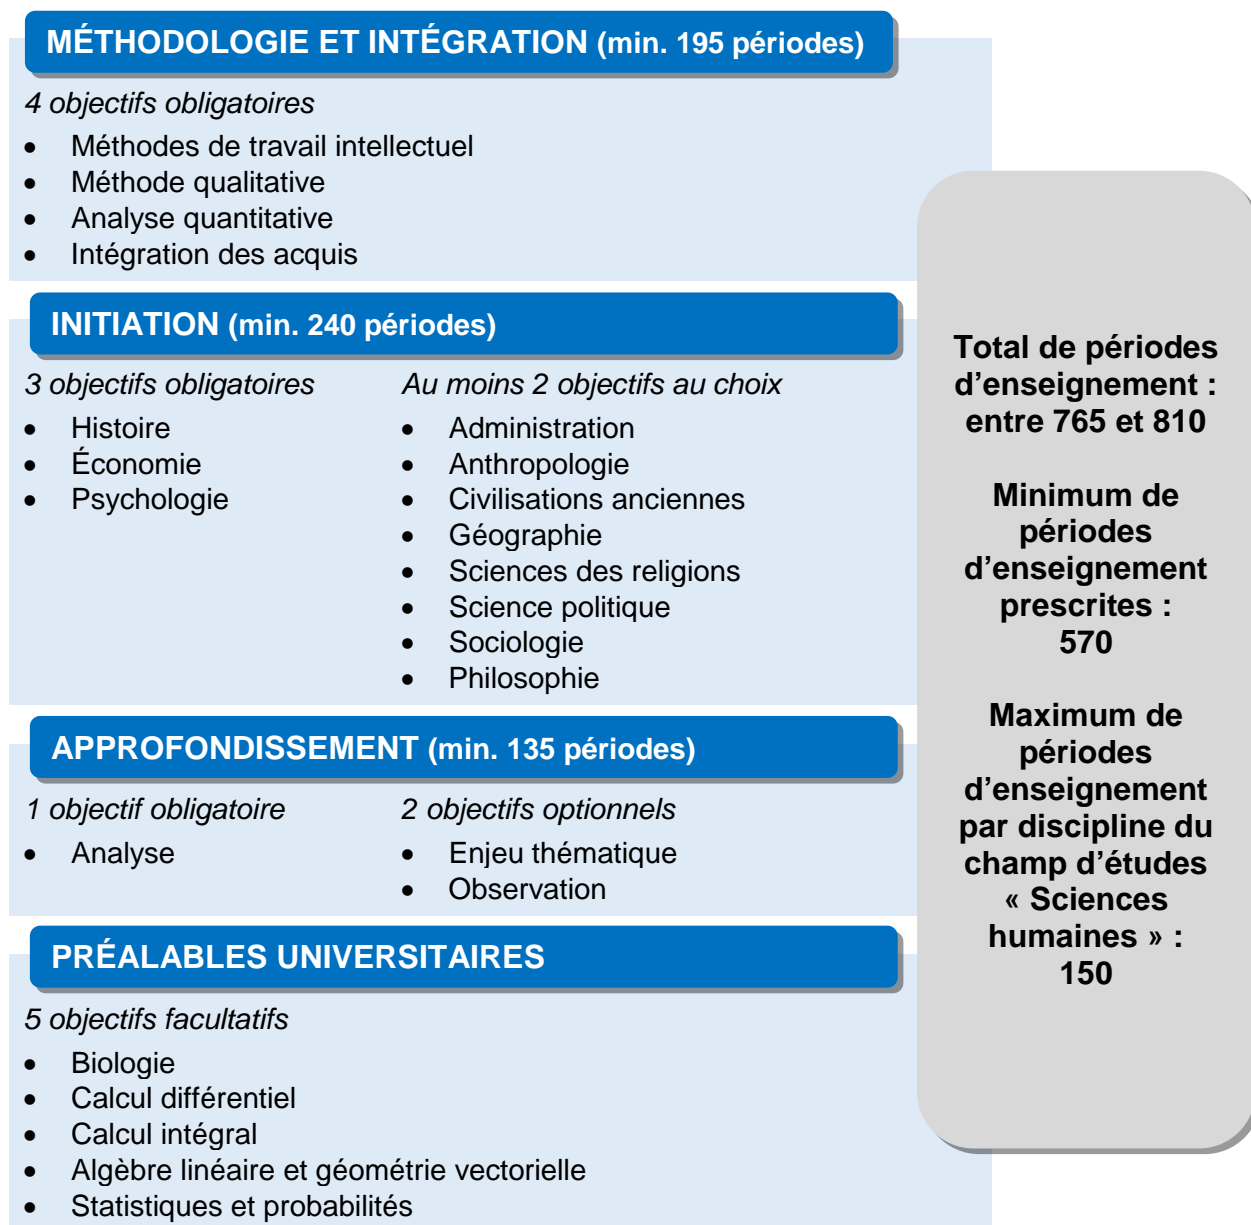 MÉTHODOLOGIE ET INTÉGRATION (min. 195 périodes)
4 objectifs obligatoires
• Méthodes de travail intellectuel
• Méthode qualitative
• Analyse quantitative
• Intégration des acquis
INITIATION (min. 240 périodes)
3 objectifs obligatoires
• Histoire
• Économie
• Psychologie
Au moins 2 objectifs au choix
• Administration
• Anthropologie
• Civilisations anciennes
• Géographie
• Sciences des religions
• Science politique
• Sociologie
• Philosophie
APPROFONDISSEMENT (min. 135 périodes)
1 objectif obligatoire
• Analyse
2 objectifs optionnels
• Enjeu thématique
• Observation
PRÉALABLES UNIVERSITAIRES
5 objectifs facultatifs
• Biologie
• Calcul différentiel
• Calcul intégral
• Algèbre linéaire et géométrie vectorielle
• Statistiques et probabilités
Total de périodes
d’enseignement :
entre 765 et 810
Minimum de
périodes
d’enseignement
prescrites :
570
Maximum de
périodes
d’enseignement
par discipline du
champ d’études
« Sciences
humaines » :
150